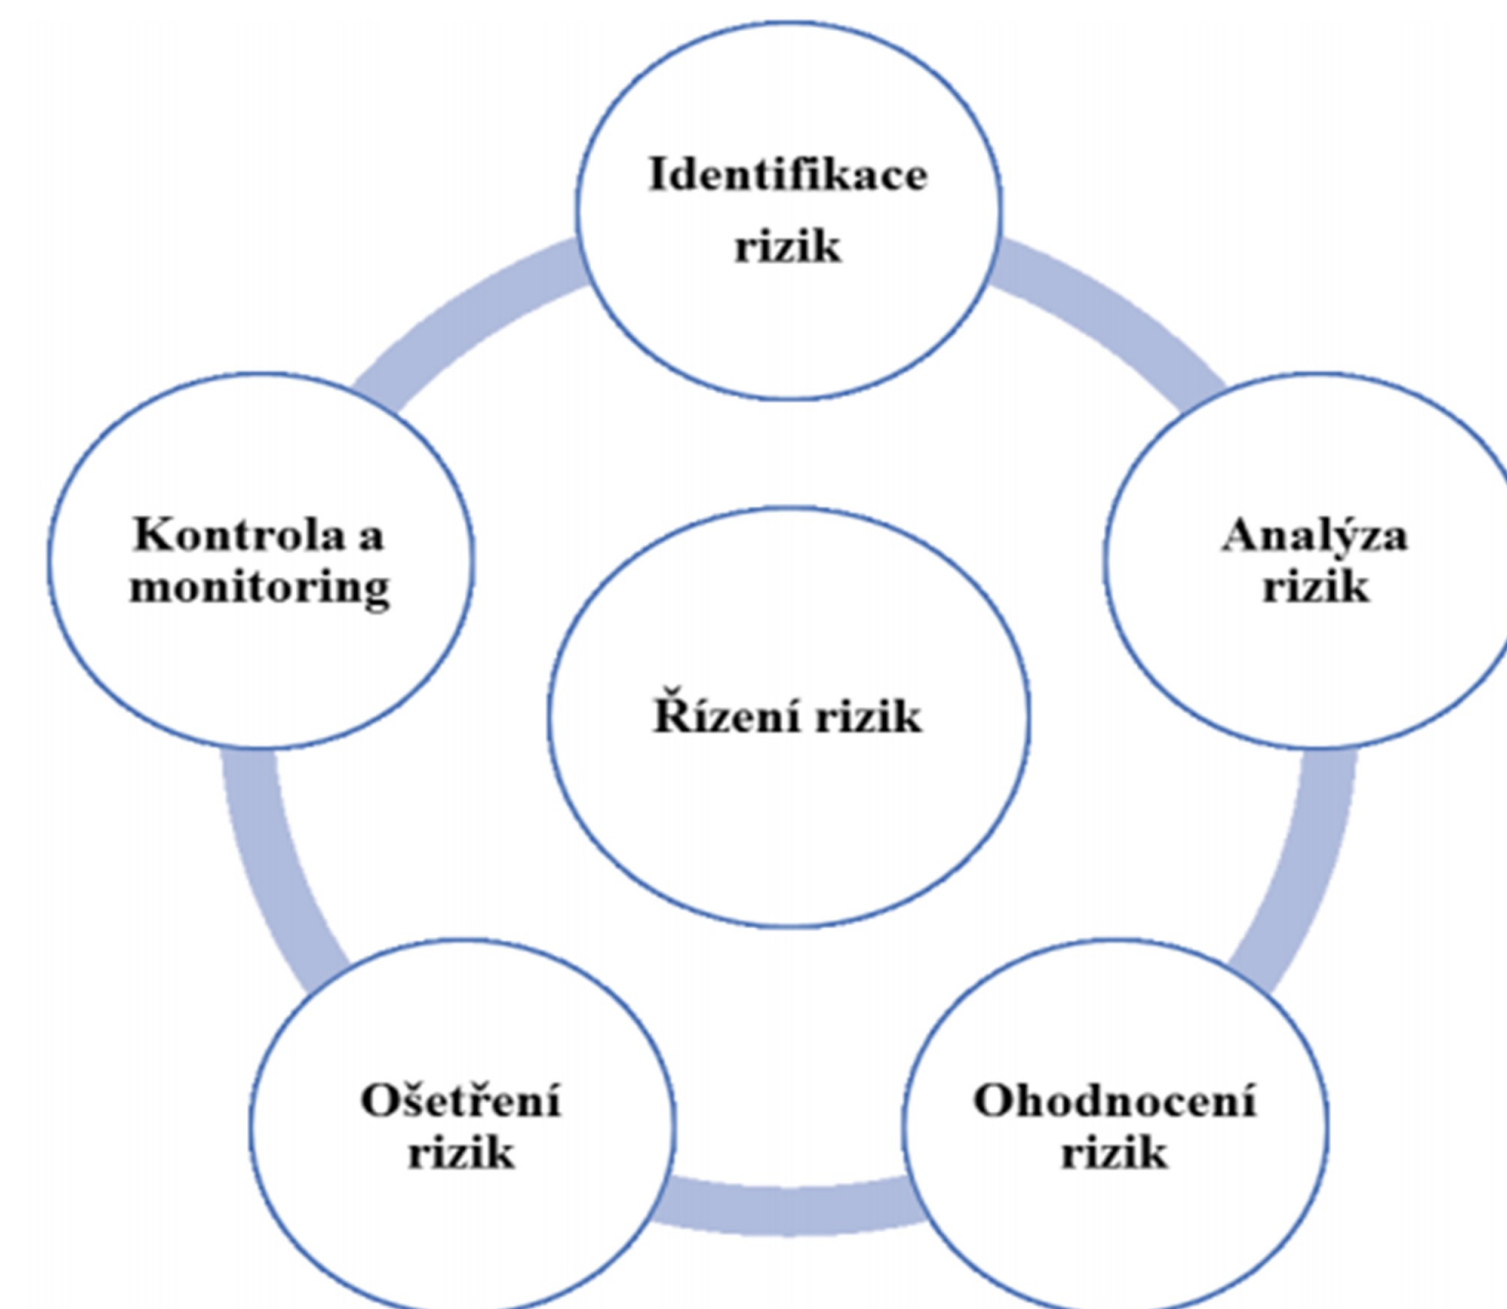 Identifikace
rizik
Kontrola a
monitoring
Analýza
rizik
Řízení rizik
Ošetření
rizik
Ohodnocení
rizik